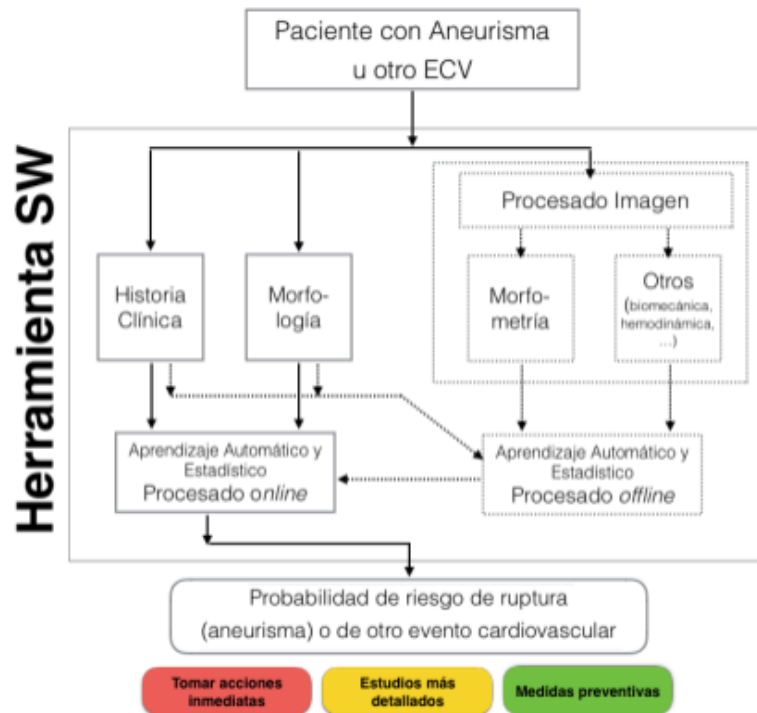 Paciente con Aneurisma
u otro ECV
Herramienta SW
Procesado Imagen
Historia
Clínica
Morfo-
logía
Morfo-
metría
Otros
(biomecánica,
hemodinámica,
...)
Aprendizaje Automático y
Estadístico
Procesado online
Aprendizaje Automático y
Estadístico
Procesado offline
Probabilidad de riesgo de ruptura
(aneurisma) o de otro evento cardiovascular
Tomar acciones
inmediatas
Estudios más
detallados
Medidas preventivas